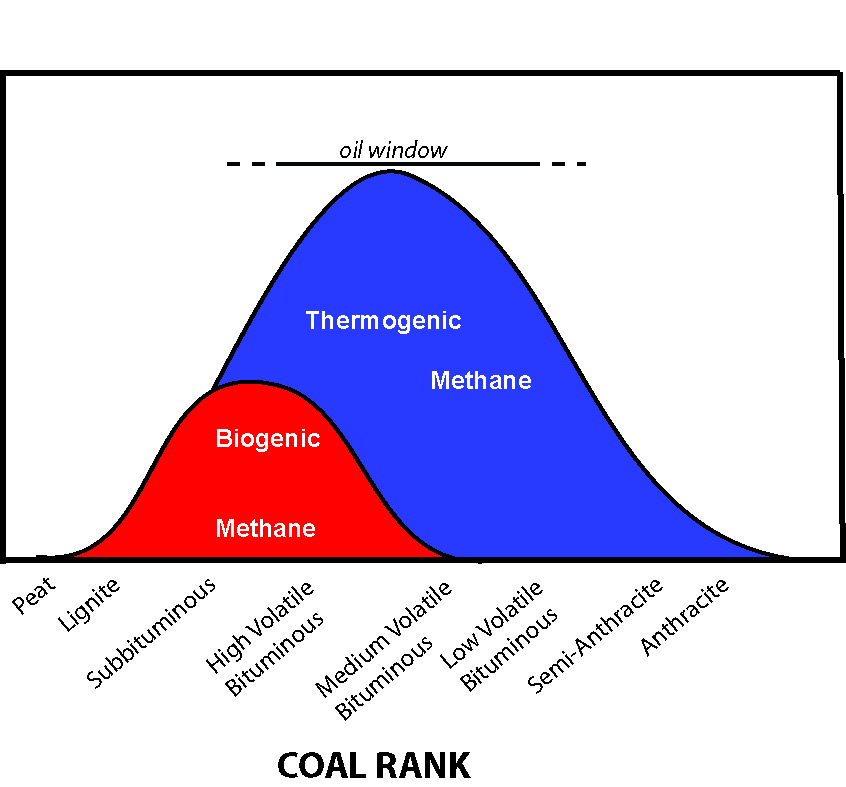 oil window
Thermogenic
Methane
Biogenic
Methane
Peat
Lignite
Subbituminous
High Volatile
Bituminous
Medium Volatile
Bituminous
Low Volatile
Bituminous
Semi-Anthracite
Anthracite
COAL RANK